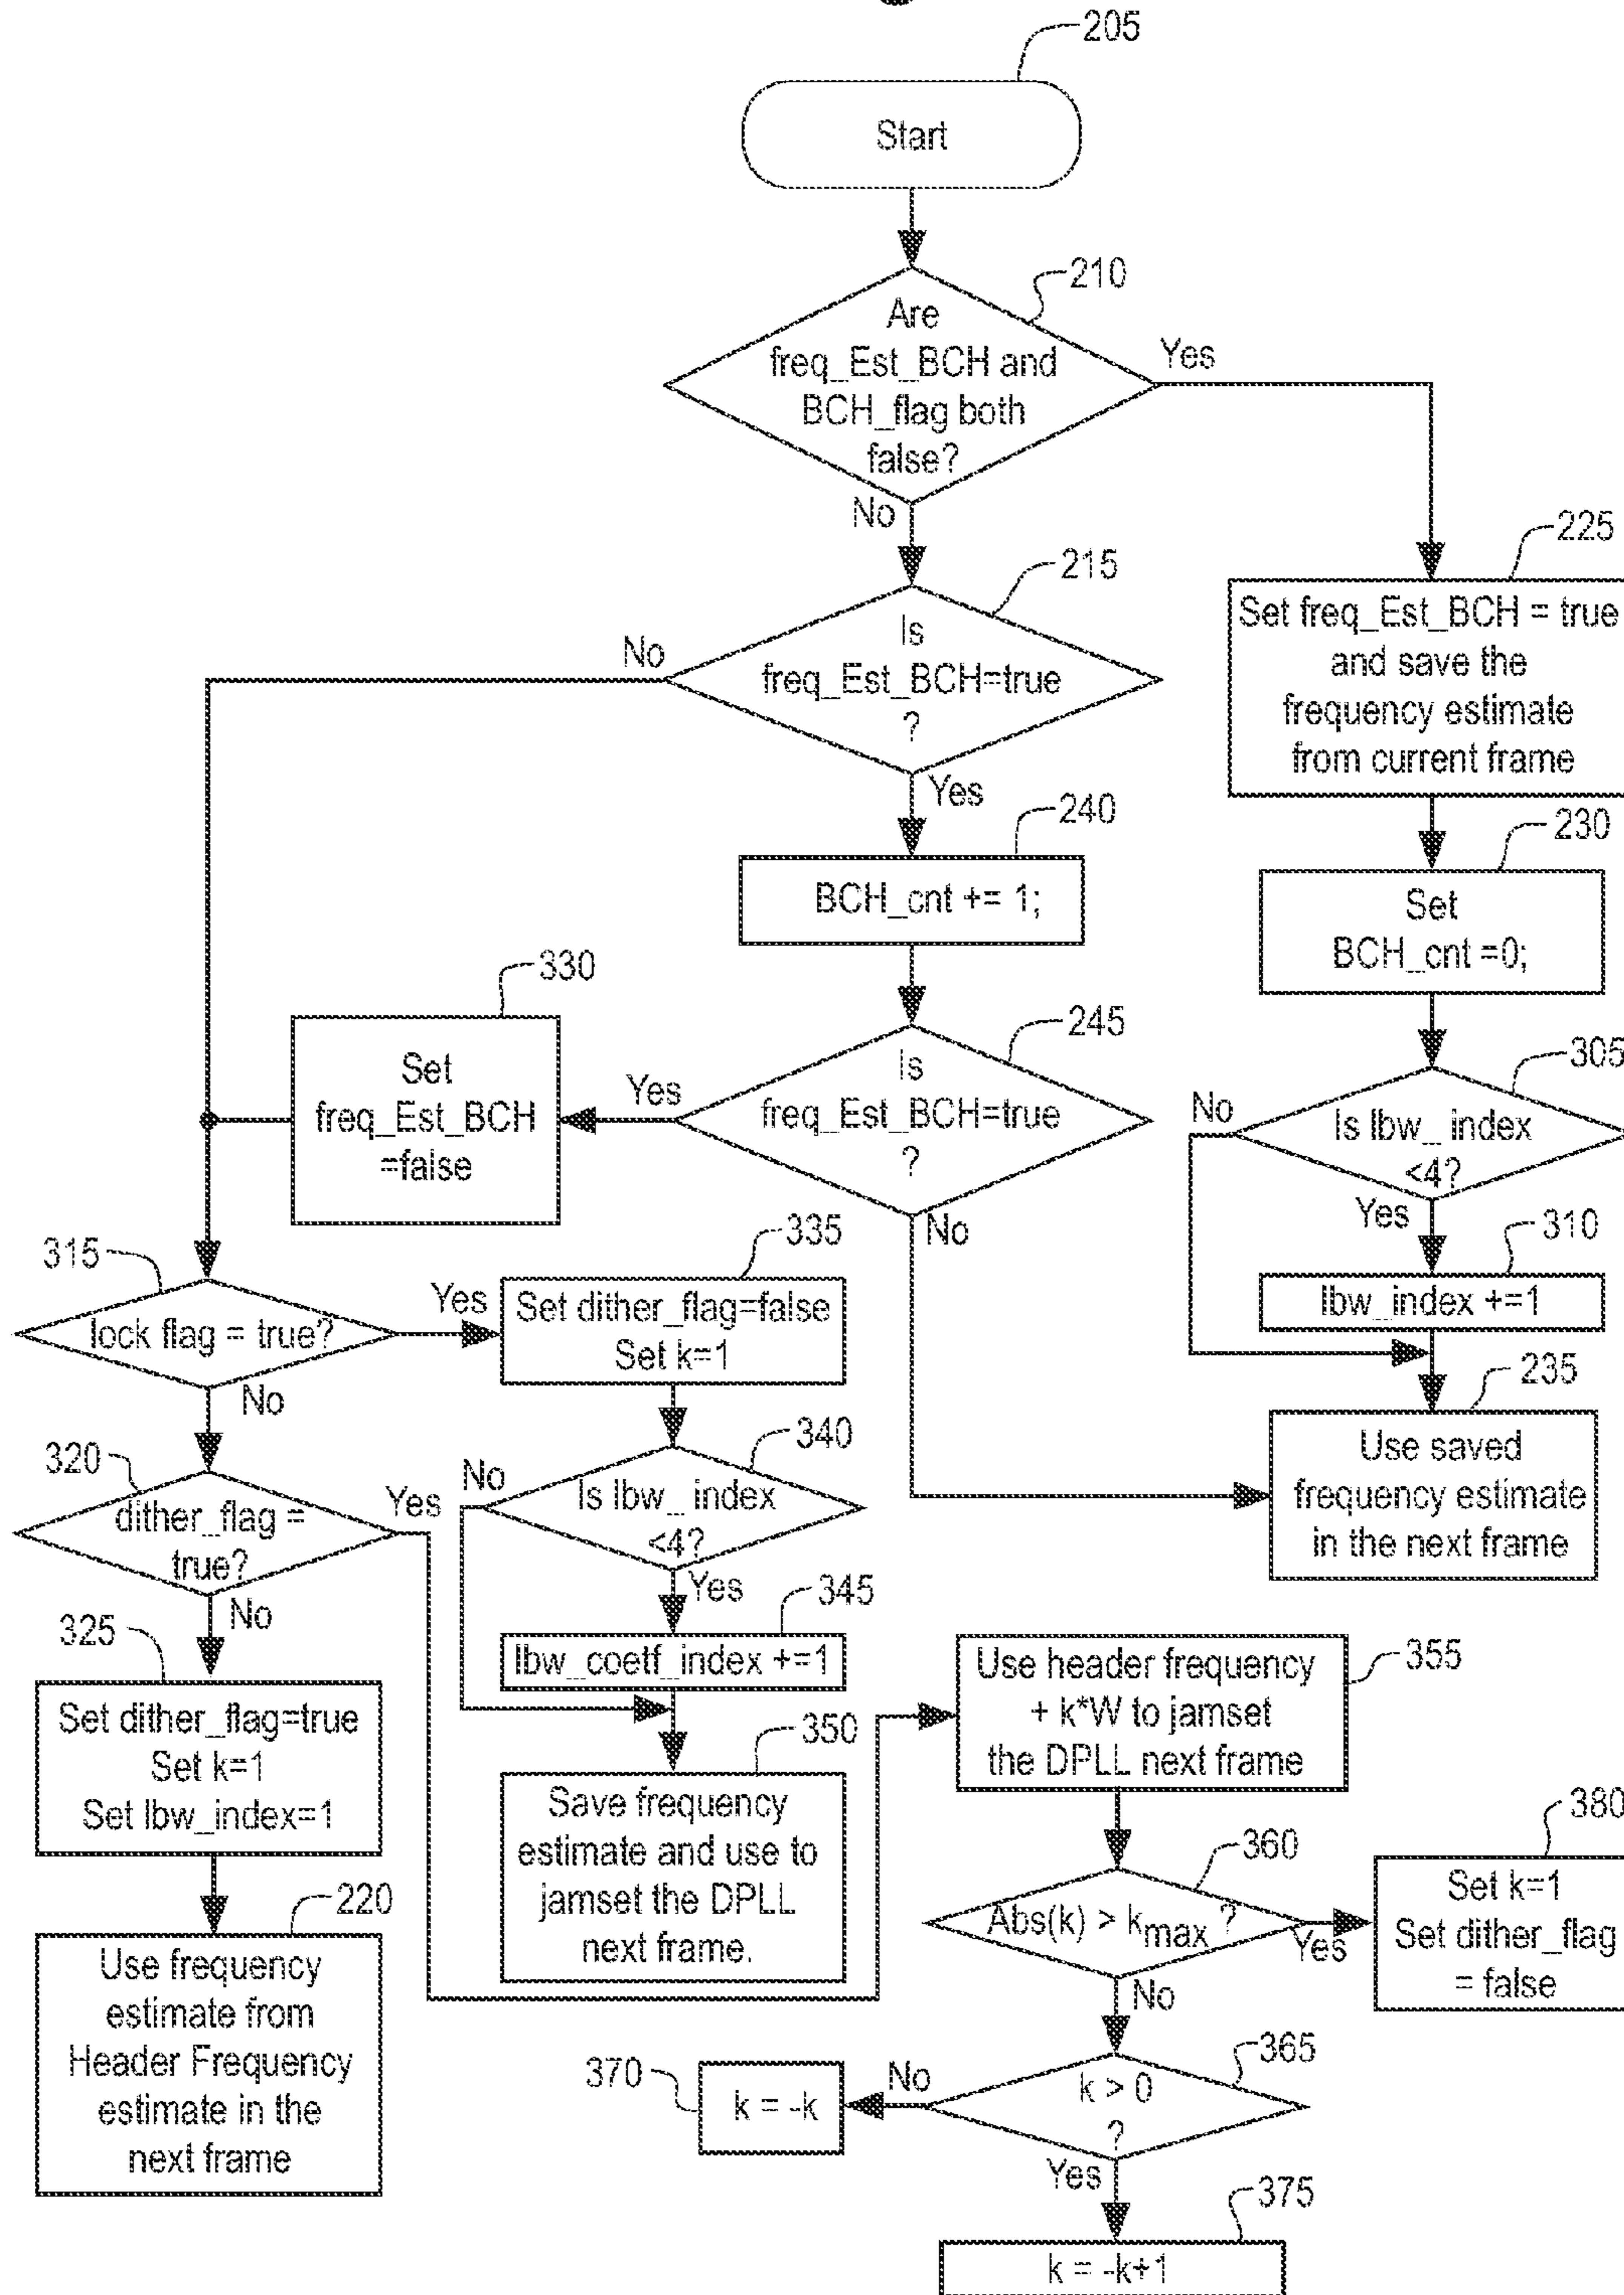 205
Start
210
Are
freq_Est_BCH and
BCH_flag both
false?
Yes
No
225
Set freq_Est_BCH = true
and save the
frequency estimate
from current frame
215
Is
freq_Est_BCH=true
?
No
Yes
240
BCH_cnt += 1;
230
Set
BCH_cnt =0;
330
Set
freq_Est_BCH
=false
245
Is
freq_Est_BCH=true
?
Yes
No
305
Is lbw_ index
<4?
No
Yes
310
lbw_index +=1
235
Use saved
frequency estimate
in the next frame
315
lock flag = true?
Yes
No
335
Set dither_flag=false
Set k=1
320
dither_flag =
true?
Yes
No
340
Is lbw_ index
<4?
No
Yes
345
lbw_coetf_index +=1
325
Set dither_flag=true
Set k=1
Set lbw_index=1
350
Save frequency
estimate and use to
jamset the DPLL
next frame.
355
Use header frequency
+ k*W to jamset
the DPLL next frame
220
Use frequency
estimate from
Header Frequency
estimate in the
next frame
360
Abs(k) > kmax ?
Yes
No
380
Set k=1
Set dither_flag
= false
365
k > 0
?
No
Yes
370
k = -k
375
k = -k+1